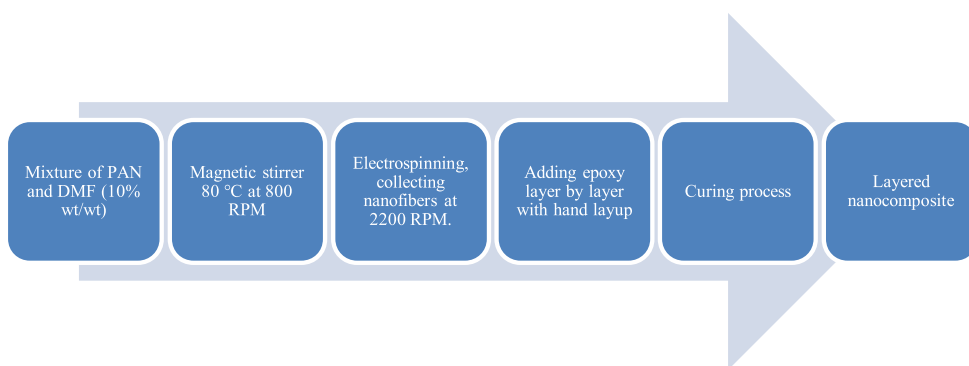 Mixture of PAN
and DMF (10%
wt/wt)
Magnetic stirrer
80 °C at 800
RPM
Electrospinning,
collecting
nanofibers at
2200 RPM.
Adding epoxy
layer by layer
with hand layup
Curing process
Layered
nanocomposite